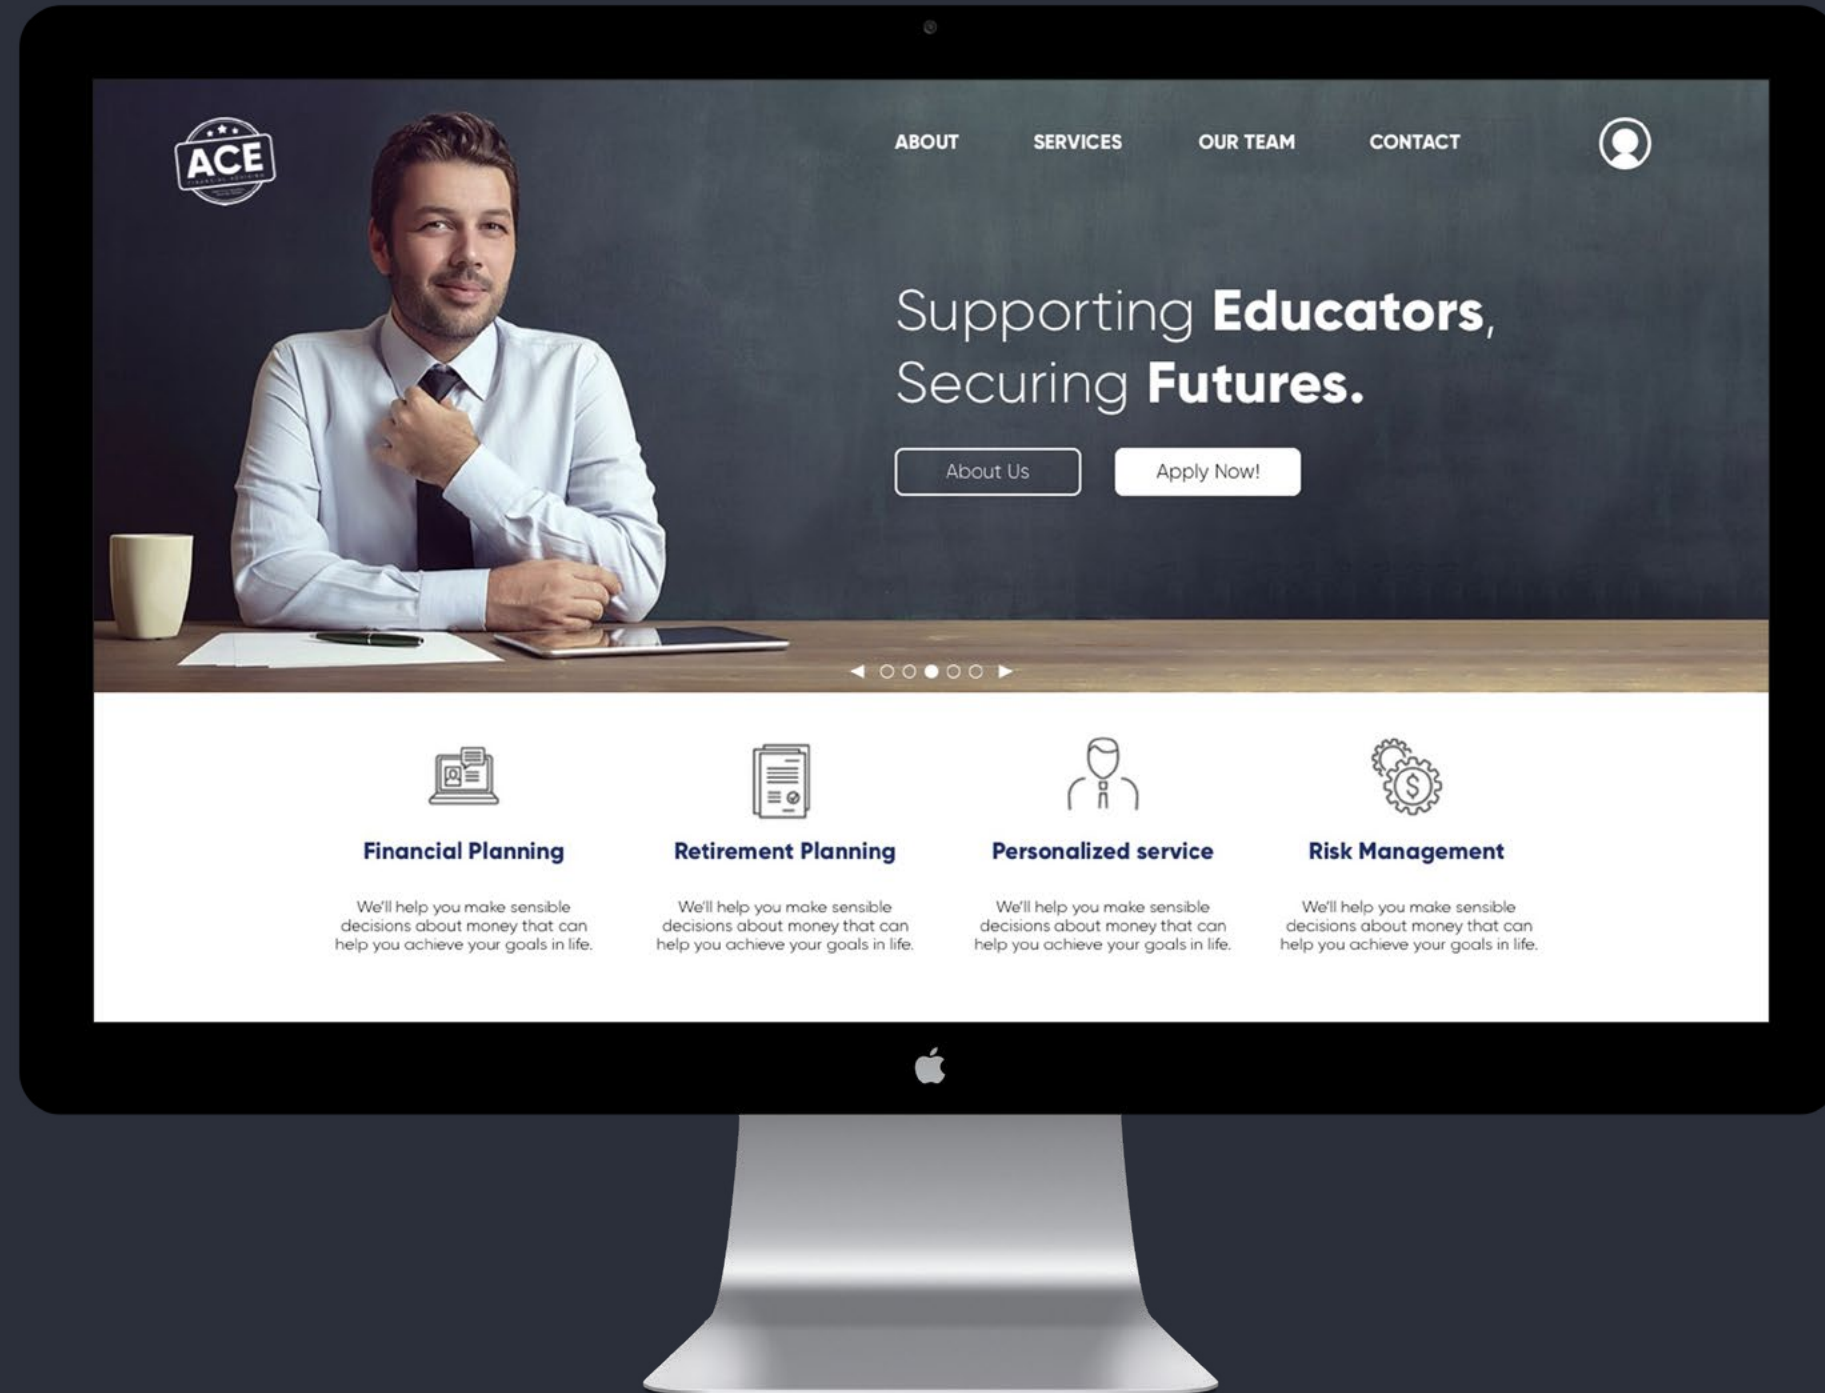 ACE
FINANCIAL ADVISING
ABOUT
SERVICES
OUR TEAM
CONTACT
Supporting Educators,
Securing Futures.
About Us
Apply Now!
Financial Planning
We'll help you make sensible
decisions about money that can
help you achieve your goals in life.
Retirement Planning
We'll help you make sensible
decisions about money that can
help you achieve your goals in life.
Personalized service
We'll help you make sensible
decisions about money that can
help you achieve your goals in life.
Risk Management
We'll help you make sensible
decisions about money that can
help you achieve your goals in life.